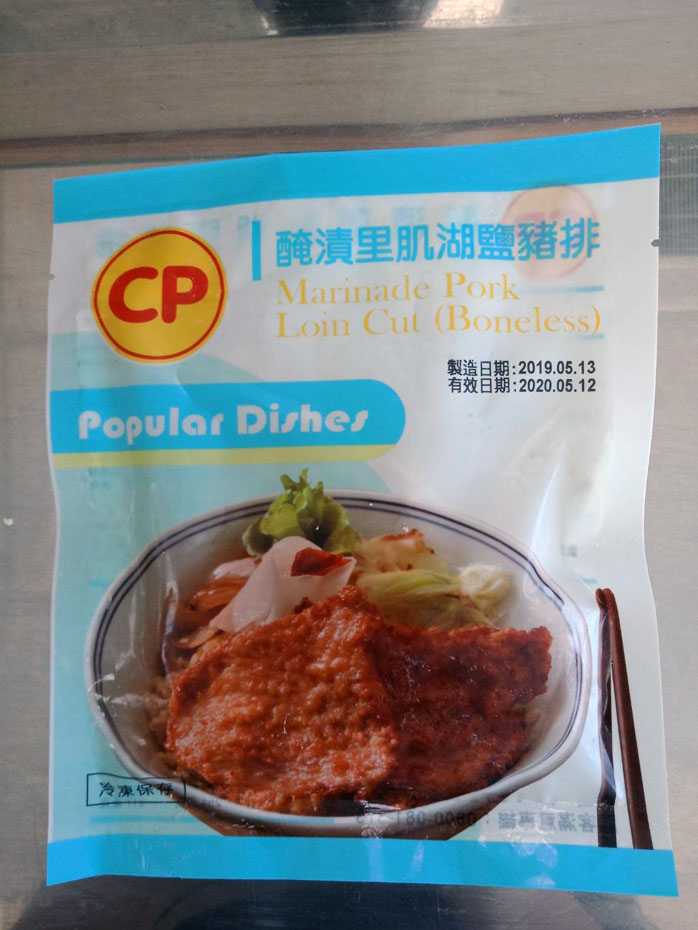 CP
醃漬里肌湖鹽豬排
Marinade Pork
Loin Cut (Boneless)
製造日期:2019.05.13
有效日期:2020.05.12
Popular Dishes
冷凍保存